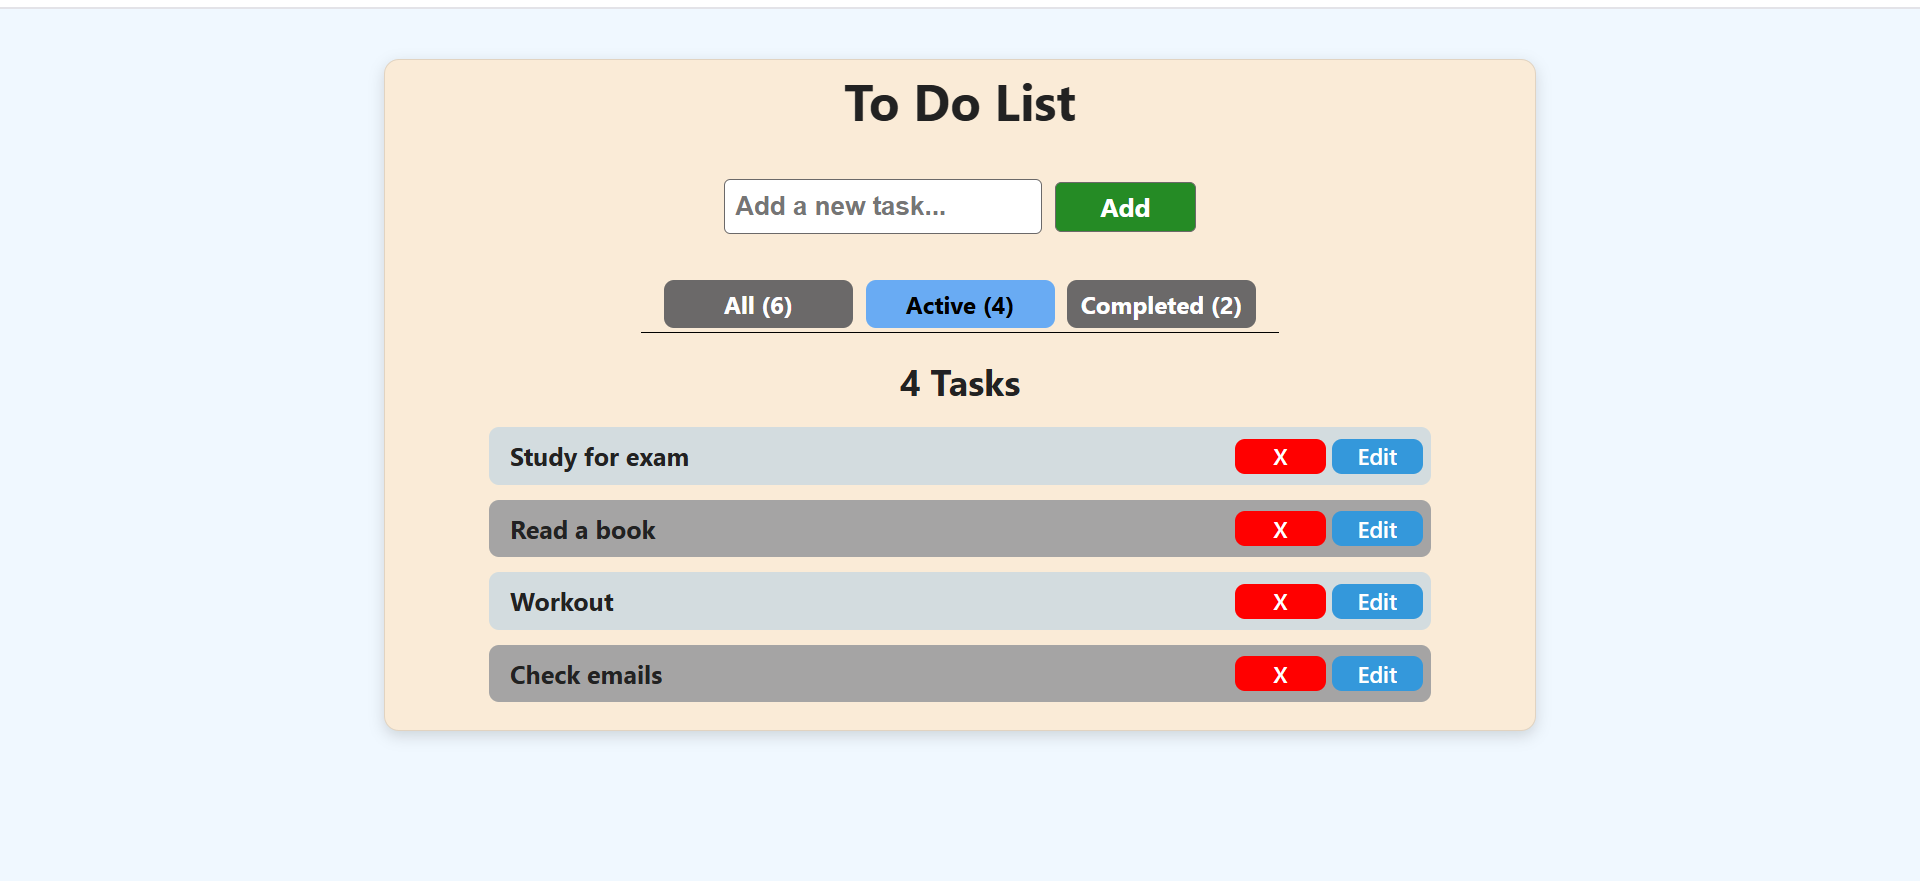 To Do List
Add a new task...
Add
All (6)
Active (4)
Completed (2)
4 Tasks
Study for exam
X
Edit
Read a book
X
Edit
Workout
X
Edit
Check emails
X
Edit